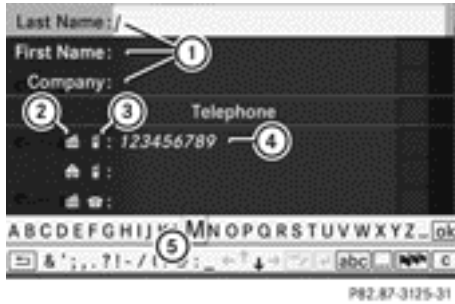 Last Name:/
First Name:
Company:
1
Telephone
2 3
: 123456789 4
:
:
ABCDEFGHIJ M NOPQRSTUVWXYZ_ ok
5
& ' ; , . ? ! - / ( : _ abc ... c
P82.87-3125-31